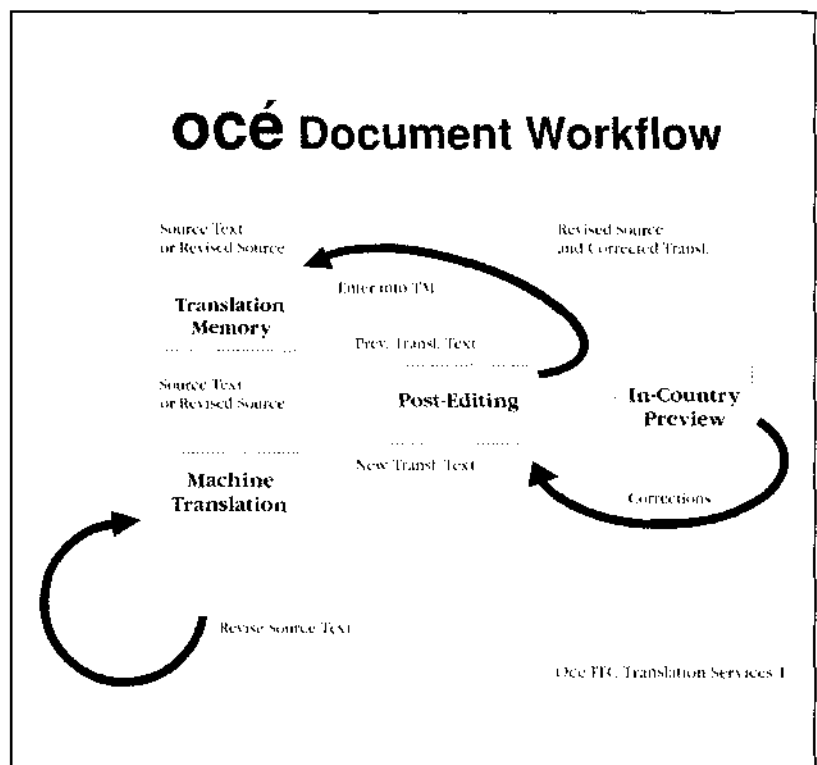 océ Document Workflow
Source Text
or Revised Source
Revised Source
and Corrected Transl.
Enter into TM
Translation
Memory
Prev. Transl. Text
Source Text
or Revised Source
Post-Editing
In-Country
Preview
New Transl. Text
Machine
Translation
Corrections
Revise Source Text
Océ Translation Services 1